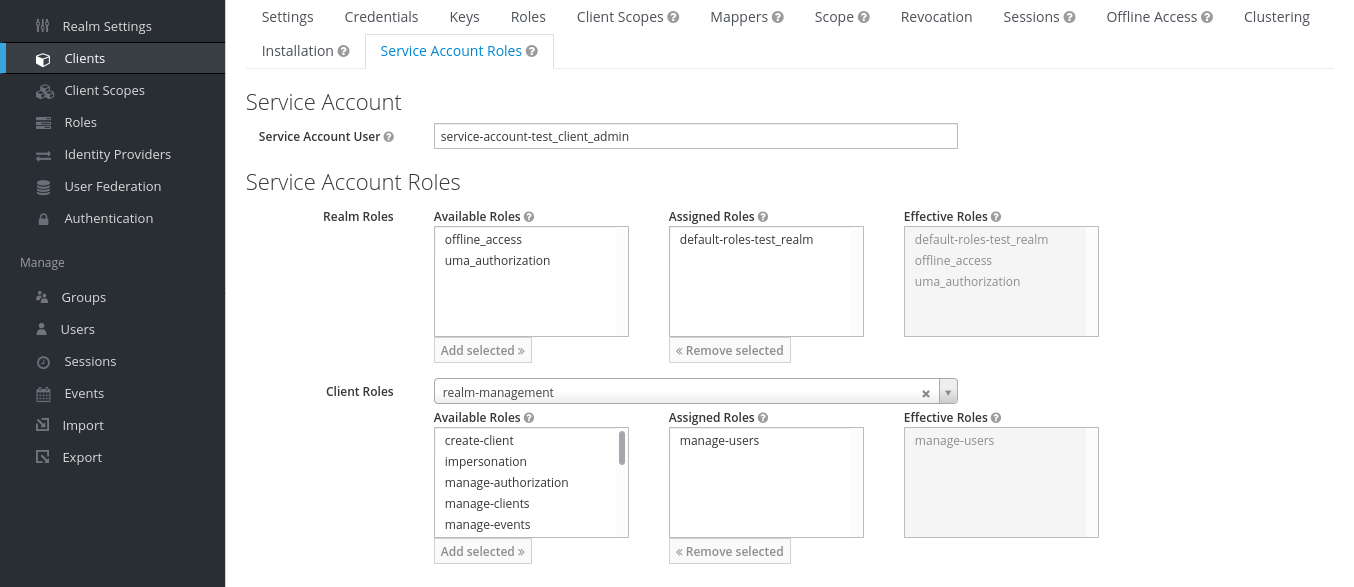 Realm Settings
Clients
Client Scopes
Roles
Identity Providers
User Federation
Authentication
Manage
Groups
Users
Sessions
Events
Import
Export
Settings Credentials Keys Roles Client Scopes Mappers Scope Revocation Sessions Offline Access Clustering
Installation Service Account Roles
Service Account
Service Account User service-account-test_client_admin
Service Account Roles
Realm Roles Available Roles Assigned Roles Effective Roles
offline_access default-roles-test_realm default-roles-test_realm
uma_authorization offline_access
uma_authorization
Add selected » « Remove selected
Client Roles realm-management
Available Roles Assigned Roles Effective Roles
create-client manage-users manage-users
impersonation
manage-authorization
manage-clients
manage-events
Add selected » « Remove selected